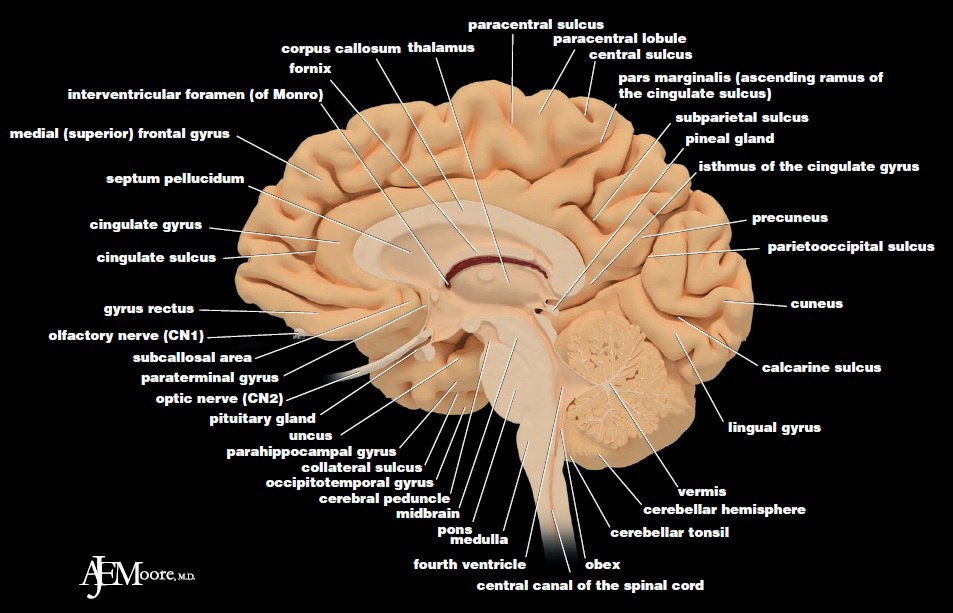 paracentral sulcus
paracentral lobule
corpus callosum
thalamus
central sulcus
fornix
pars marginalis (ascending ramus of
the cingulate sulcus)
interventricular foramen (of Monro)
subparietal sulcus
medial (superior) frontal gyrus
pineal gland
isthmus of the cingulate gyrus
septum pellucidum
precuneus
cingulate gyrus
parietooccipital sulcus
cingulate sulcus
cuneus
gyrus rectus
olfactory nerve (CN1)
subcallosal area
calcarine sulcus
paraterminal gyrus
optic nerve (CN2)
pituitary gland
lingual gyrus
uncus
parahippocampal gyrus
collateral sulcus
occipitotemporal gyrus
vermis
cerebral peduncle
cerebellar hemisphere
midbrain
pons
cerebellar tonsil
medulla
fourth ventricle
obex
central canal of the spinal cord
AJEMoore, M.D.